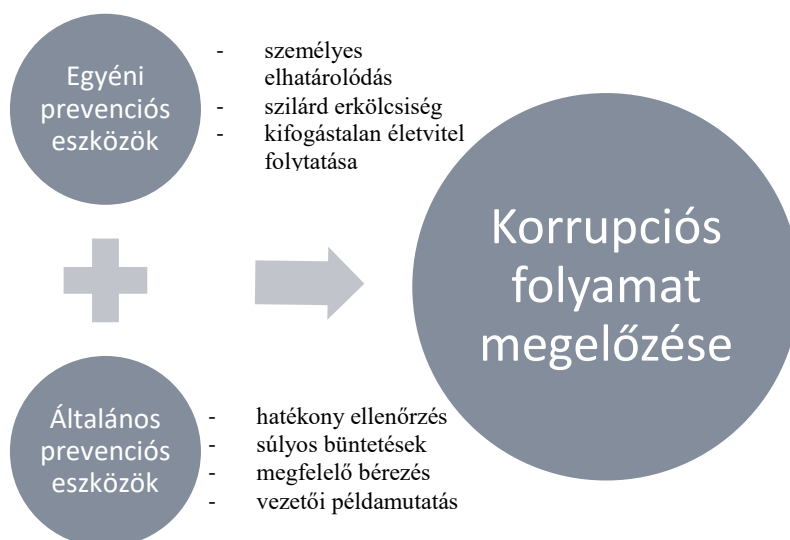 Egyéni
prevenciós
eszközök
- személyes
elhatárolódás
- szilárd erkölcsiség
- kifogástalan életvitel
folytatása
Általános
prevenciós
eszközök
- hatékony ellenőrzés
- súlyos büntetések
- megfelelő bérezés
- vezetői példamutatás
Korrupciós
folyamat
megelőzése